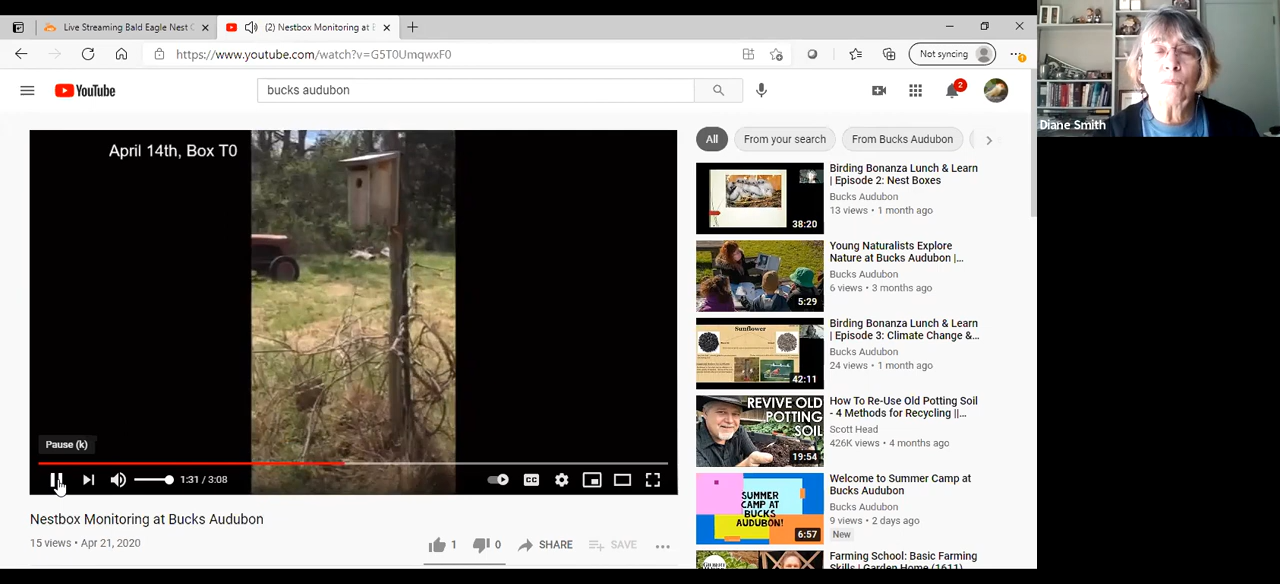 Live Streaming Bald Eagle Nest C
(2) Nestbox Monitoring at B
https://www.youtube.com/watch?v=G5T0UmqwxF0
Not syncing
YouTube
bucks audubon
2
Diane Smith
April 14th, Box T0
Pause (k)
1:31 / 3:08
CC
Nestbox Monitoring at Bucks Audubon
15 views • Apr 21, 2020
1
0
SHARE
SAVE
All
From your search
From Bucks Audubon
38:20
Birding Bonanza Lunch & Learn
| Episode 2: Nest Boxes
Bucks Audubon
13 views • 1 month ago
5:29
Young Naturalists Explore
Nature at Bucks Audubon |...
Bucks Audubon
6 views • 3 months ago
Sunflower
42:11
Birding Bonanza Lunch & Learn
| Episode 3: Climate Change &...
Bucks Audubon
24 views • 1 month ago
REVIVE OLD
POTTING
SOIL
19:54
How To Re-Use Old Potting Soil
- 4 Methods for Recycling ||...
Scott Head
426K views • 4 months ago
SUMMER
CAMP AT
BUCKS
AUDUBON!
6:57
Welcome to Summer Camp at
Bucks Audubon
Bucks Audubon
9 views • 2 days ago
New
Farming School: Basic Farming
Skills | Garden Home (1611)